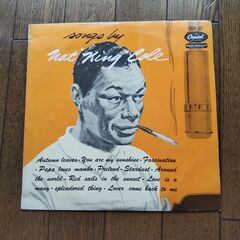 songs by
Nat King Cole
Capitol
Autumn leaves • You are my sunshine • Fascination
• Papa loves mambo • Pretend • Stardust • Around
the world • Red sails in the sunset • Love is a
many-splendered thing • Lover come back to me